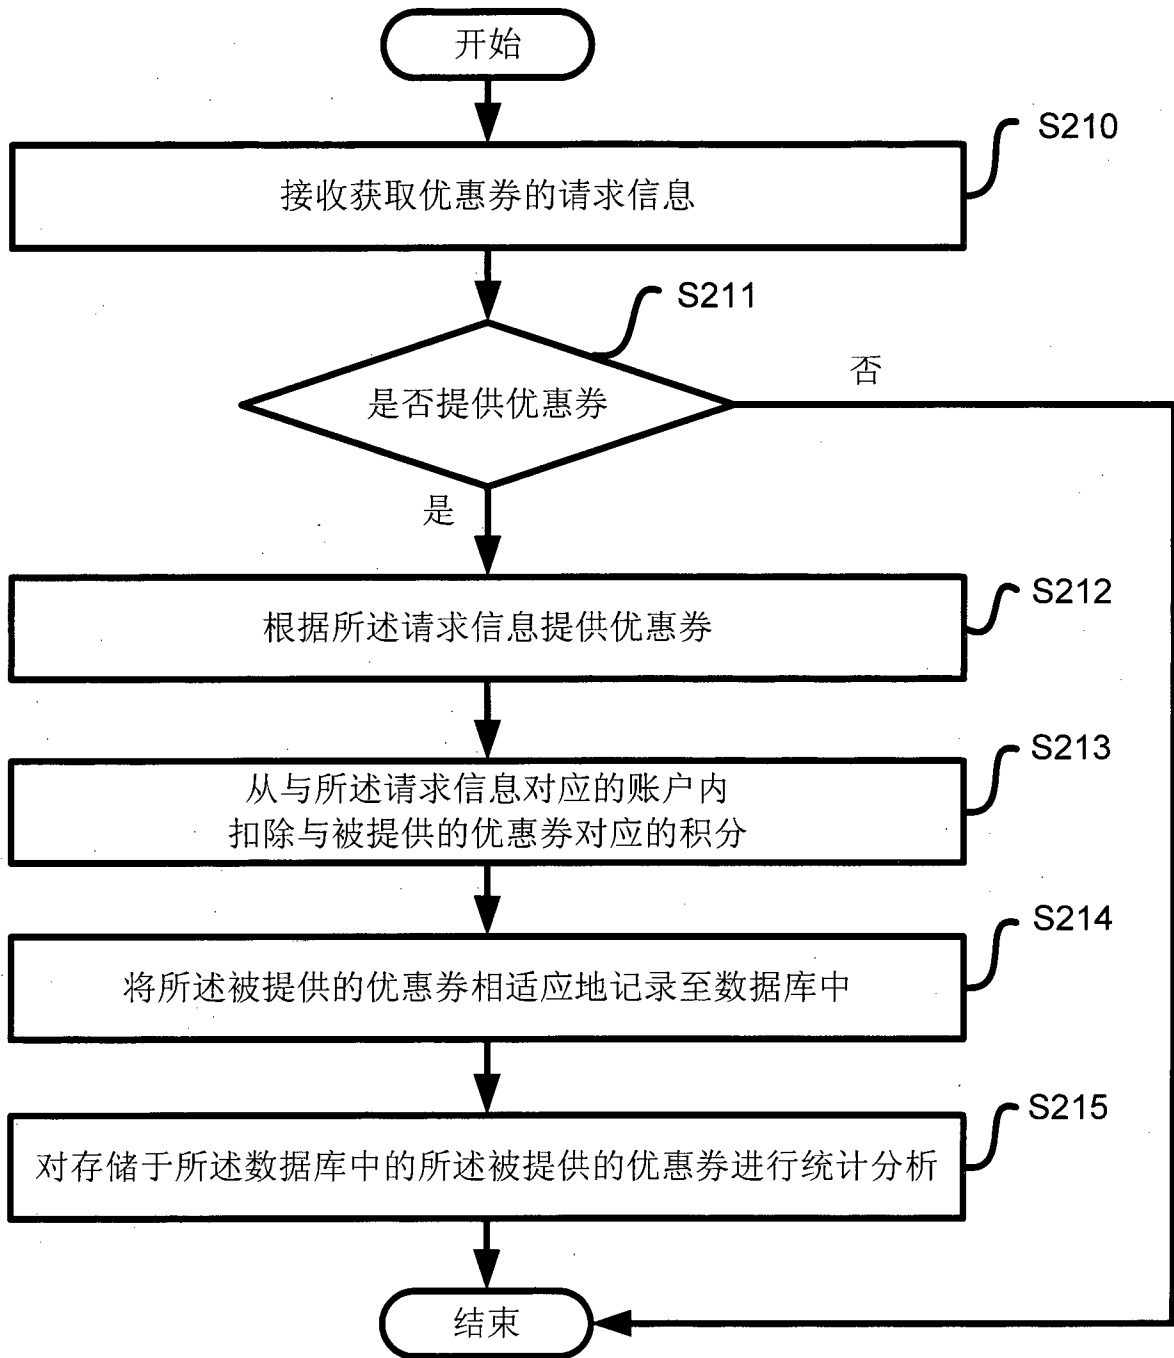 开始
S210
接收获取优惠券的请求信息
S211
是否提供优惠券
否
是
S212
根据所述请求信息提供优惠券
S213
从与所述请求信息对应的账户内
扣除与被提供的优惠券对应的积分
S214
将所述被提供的优惠券相适应地记录至数据库中
S215
对存储于所述数据库中的所述被提供的优惠券进行统计分析
结束